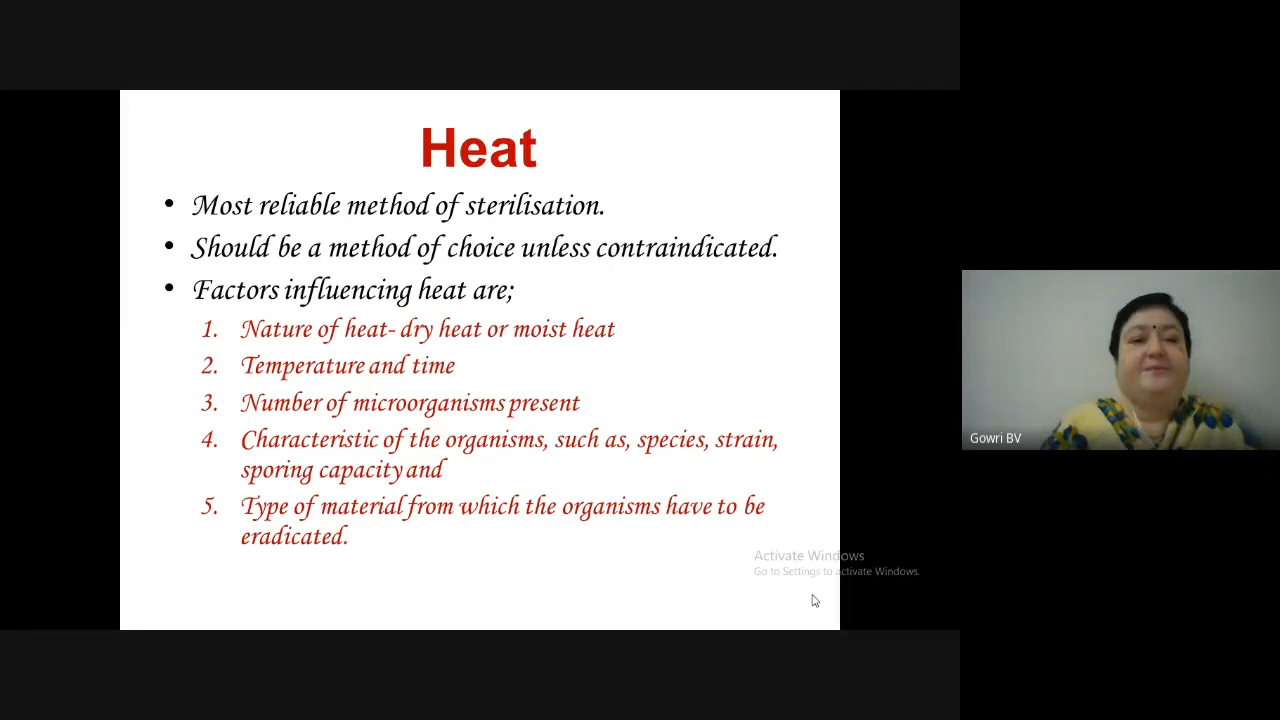 Heat
• Most reliable method of sterilisation.
• Should be a method of choice unless contraindicated.
• Factors influencing heat are;
1. Nature of heat- dry heat or moist heat
2. Temperature and time
3. Number of microorganisms present
4. Characteristic of the organisms, such as, species, strain,
sporing capacity and
5. Type of material from which the organisms have to be
eradicated.
Activate Windows
Go to Settings to activate Windows.
Gowri BV